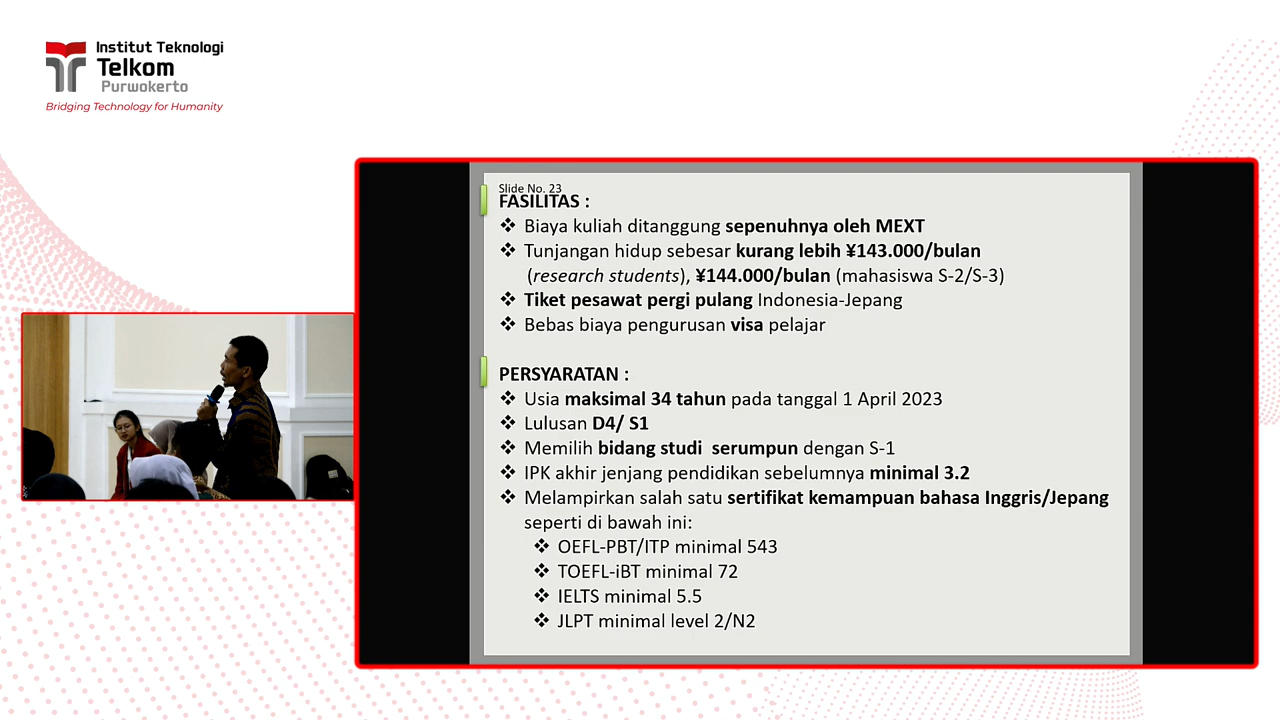 Institut Teknologi
Telkom
Purwokerto
Bridging Technology for Humanity
Slide No. 23
FASILITAS :
❖ Biaya kuliah ditanggung sepenuhnya oleh MEXT
❖ Tunjangan hidup sebesar kurang lebih ¥143.000/bulan
(research students), ¥144.000/bulan (mahasiswa S-2/S-3)
❖ Tiket pesawat pergi pulang Indonesia-Jepang
❖ Bebas biaya pengurusan visa pelajar
PERSYARATAN :
❖ Usia maksimal 34 tahun pada tanggal 1 April 2023
❖ Lulusan D4/ S1
❖ Memilih bidang studi serumpun dengan S-1
❖ IPK akhir jenjang pendidikan sebelumnya minimal 3.2
❖ Melampirkan salah satu sertifikat kemampuan bahasa Inggris/Jepang
seperti di bawah ini:
❖ OEFL-PBT/ITP minimal 543
❖ TOEFL-iBT minimal 72
❖ IELTS minimal 5.5
❖ JLPT minimal level 2/N2